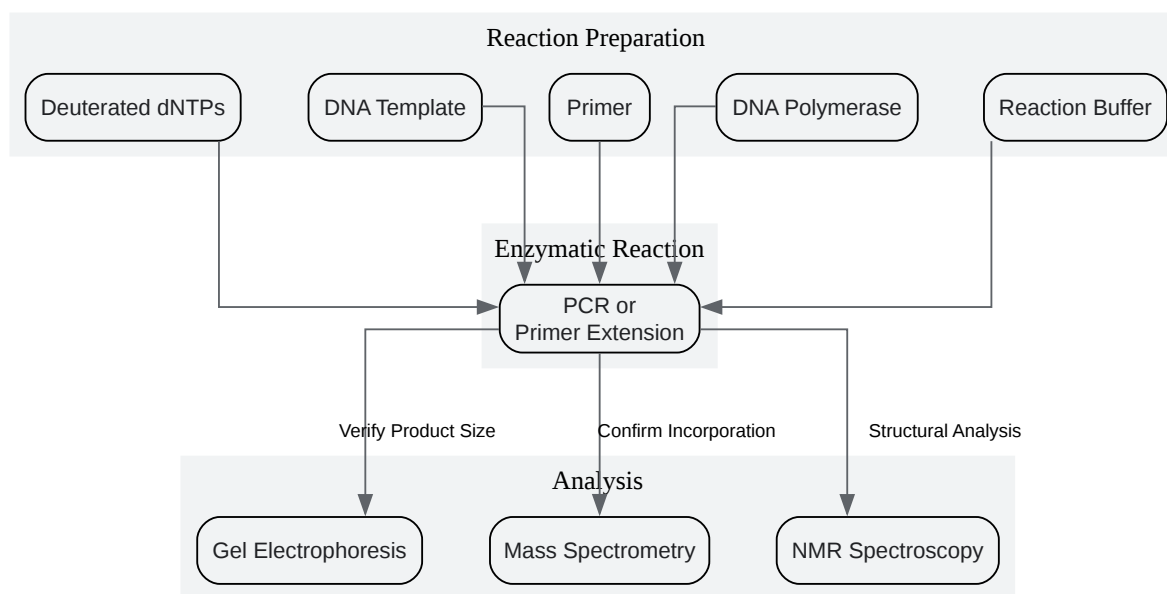 Reaction Preparation
Deuterated dNTPs
DNA Template
Primer
DNA Polymerase
Reaction Buffer
Enzymatic Reaction
PCR or
Primer Extension
Verify Product Size
Confirm Incorporation
Structural Analysis
Analysis
Gel Electrophoresis
Mass Spectrometry
NMR Spectroscopy